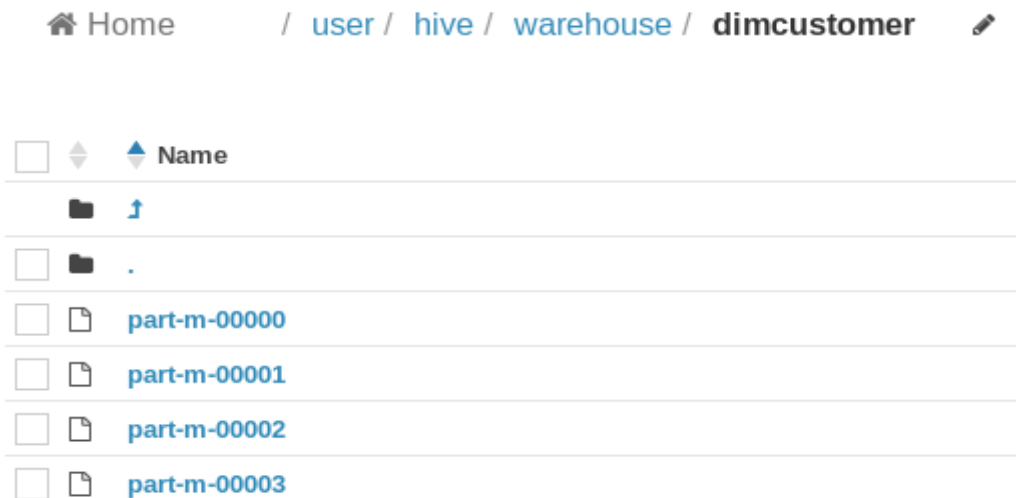 Home / user / hive / warehouse / dimcustomer
Name
.
part-m-00000
part-m-00001
part-m-00002
part-m-00003